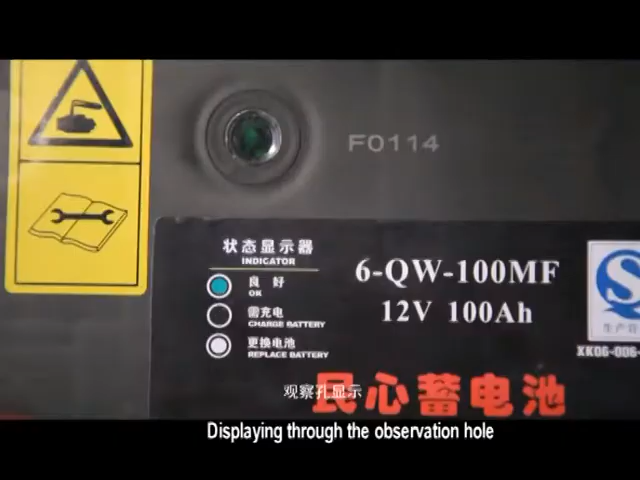 F0114
状态显示器
INDICATOR
良好
OK
需充电
CHARGE BATTERY
更换电池
REPLACE BATTERY
6-QW-100MF
12V 100Ah
S
XK06-006-
民心蓄电池
观察孔显示
Displaying through the observation hole